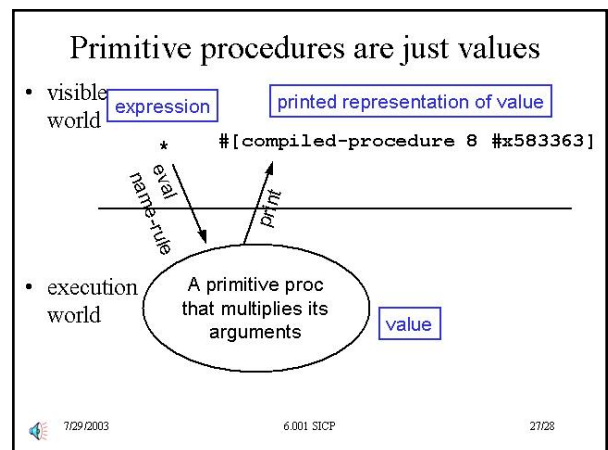 Primitive procedures are just values
• visible world
expression
printed representation of value
* #[compiled-procedure 8 #x583363]
eval
name-rule
print
• execution world
A primitive proc
that multiplies its
arguments
value
7/29/2003 6.001 SICP 27/28